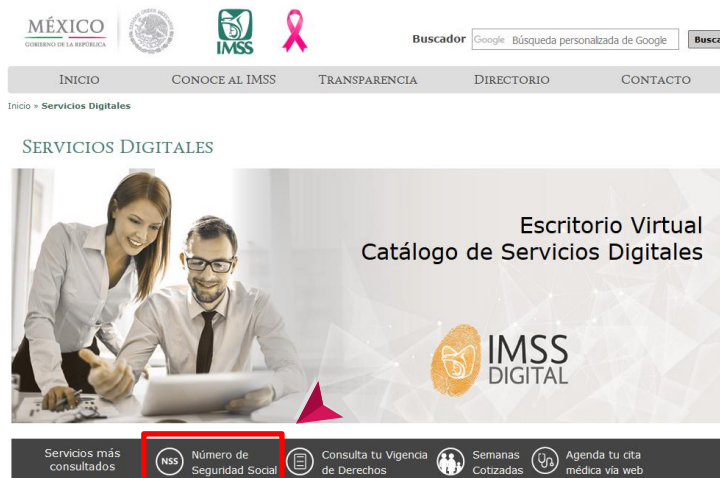 MÉXICO
GOBIERNO DE LA REPÚBLICA
IMSS
Buscador
Google Búsqueda personalizada de Google
Busca
INICIO
CONOCE AL IMSS
TRANSPARENCIA
DIRECTORIO
CONTACTO
Inicio » Servicios Digitales
SERVICIOS DIGITALES
Escritorio Virtual
Catálogo de Servicios Digitales
IMSS
DIGITAL
Servicios más
consultados
NSS
Número de
Seguridad Social
Consulta tu Vigencia
de Derechos
Semanas
Cotizadas
Agenda tu cita
médica vía web